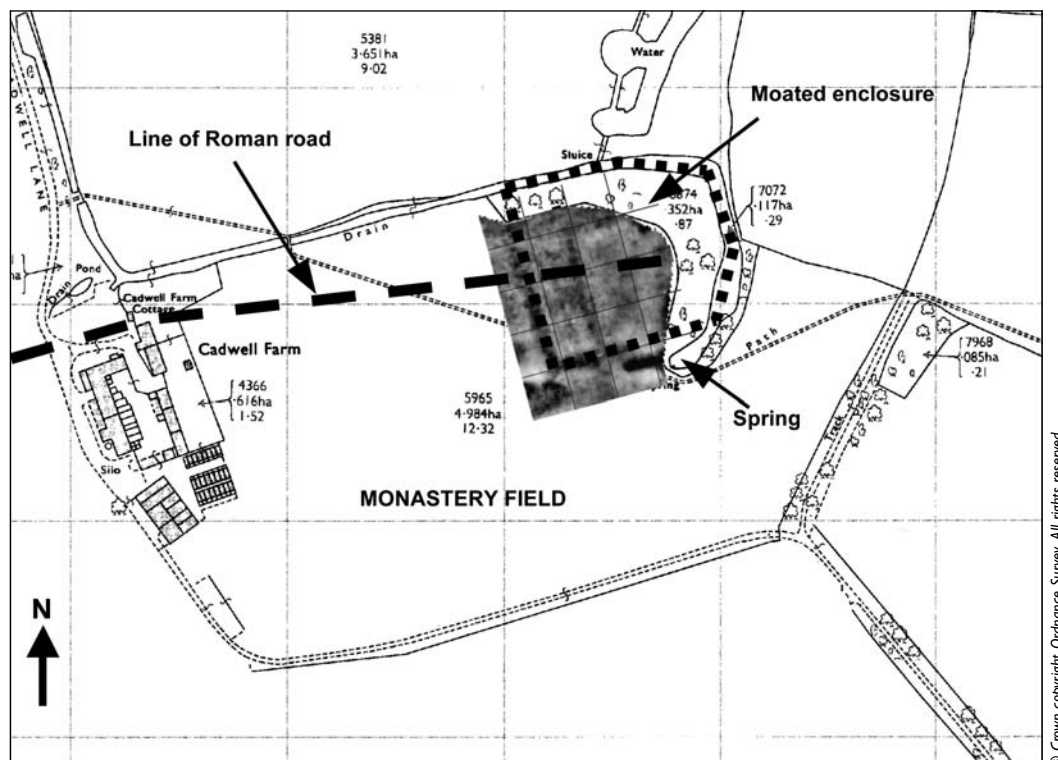 5381
3·651ha
9·02
Water
Moated enclosure
Line of Roman road
Sluice
LANE
WELL
·352ha
·87
7072
·117ha
·29
Drain
Pond
Drain
Cadwell Farm
Cottage
Cadwell Farm
4366
·616ha
1·52
5965
4·984ha
12·32
Path
7968
·085ha
·21
Spring
Track
Silo
MONASTERY FIELD
N
© Crown copyright Ordnance Survey. All rights reserved